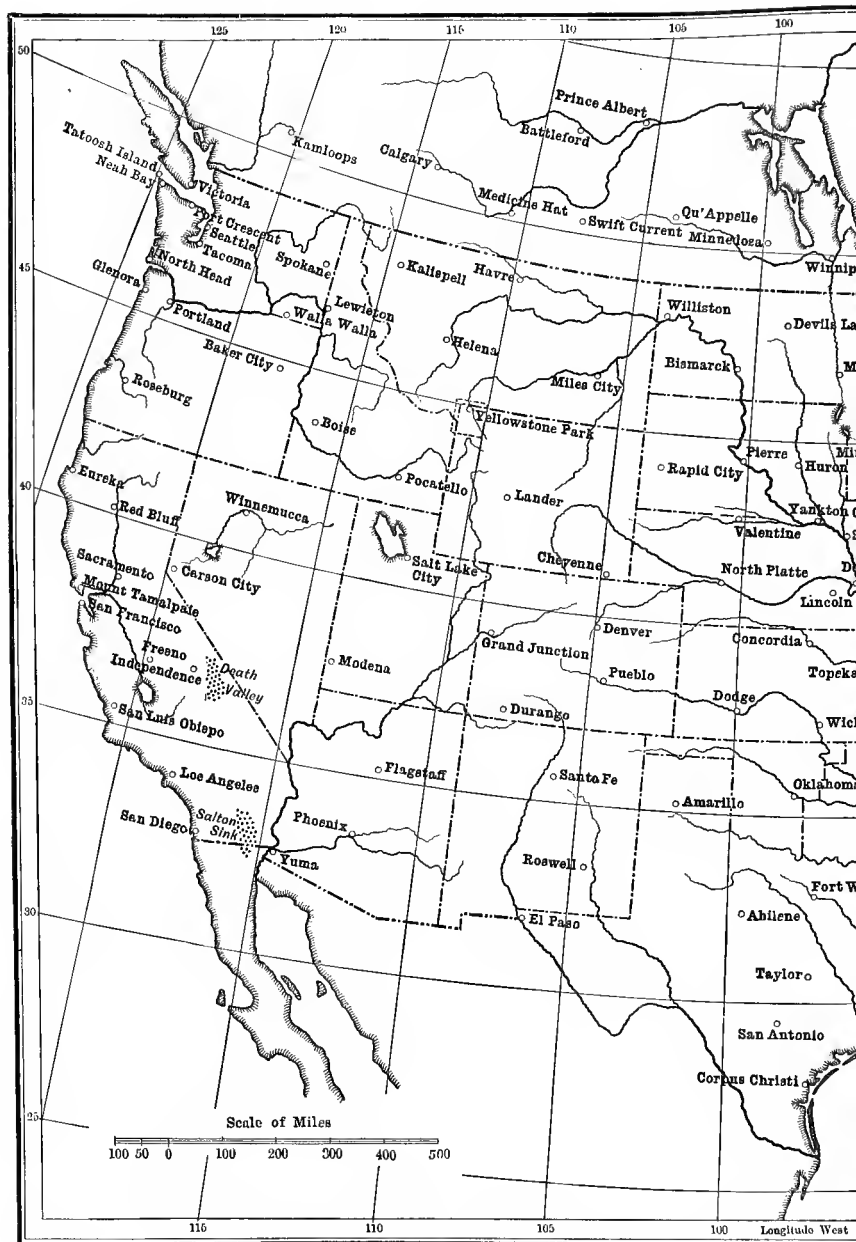 125 120 115 110 105 100
50
Prince Albert
Battleford
Kamloops
Calgary
Tatoosh Island
Neah Bay
Victoria
Medicine Hat
Qu'Appelle
Port Crescent
Swift Current
Minnedosa
Seattle
Tacoma
North Head
Spokane
Kalispell
Havre
Winnip
45
Glenora
Portland
Lewiston
Walla Walla
Williston
Devils La
Helena
Baker City
Miles City
Bismarck
M
Roseburg
Boise
Yellowstone Park
Pierre
Min
Rapid City
Huron
40
Eureka
Pocatello
Lander
Winnemucca
Red Bluff
Yankton
Valentine
S
Sacramento
Carson City
Salt Lake
City
Cheyenne
North Platte
Mount Tamalpais
Lincoln
San Francisco
Denver
Grand Junction
Concordia
Fresno
Independence
Death
Valley
Modena
Pueblo
Topeka
35
San Luis Obispo
Durango
Dodge
Wich
Los Angeles
Flagstaff
Santa Fe
Oklahoma
Amarillo
Salton
Sink
San Diego
Phoenix
Yuma
Roswell
Fort W
30
El Paso
Abilene
Taylor
San Antonio
Corpus Christi
25
Scale of Miles
100 50 0 100 200 300 400 500
115 110 105 100 Longitude West